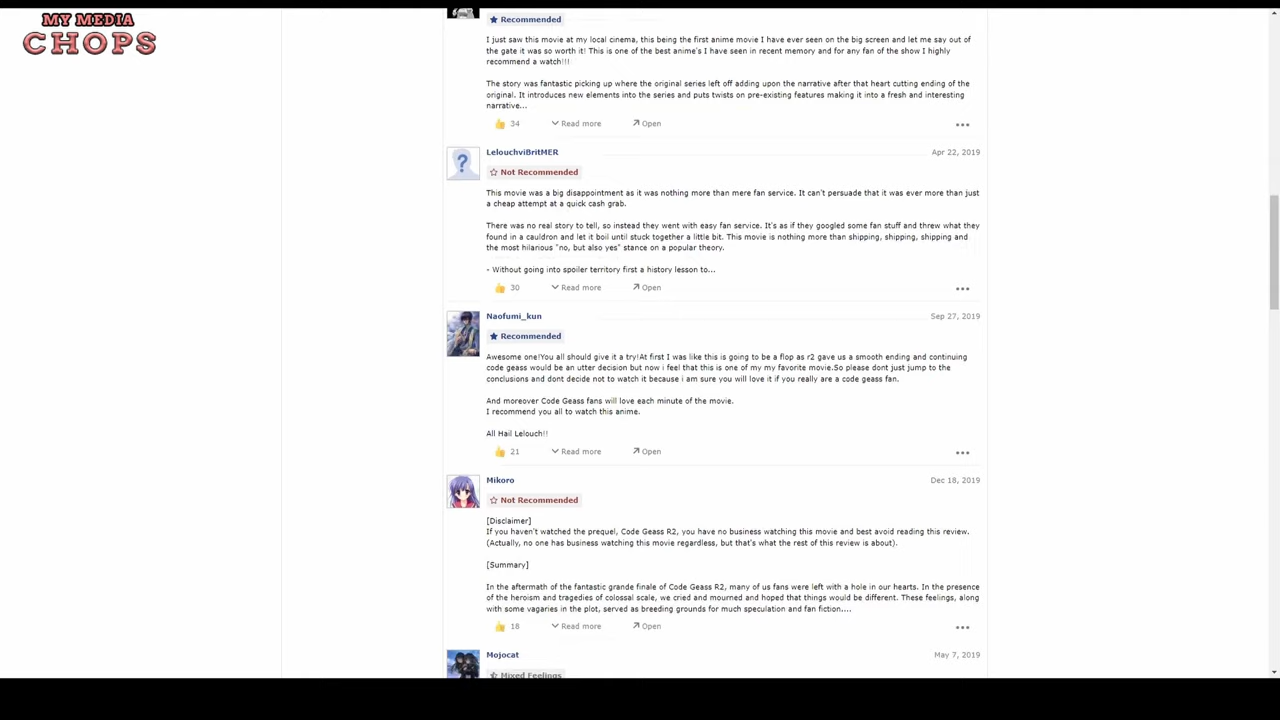 MY MEDIA
CHOPS
Recommended
I just saw this movie at my local cinema, this being the first anime movie I have ever seen on the big screen and let me say out of
the gate it was so worth it! This is one of the best anime's I have seen in recent memory and for any fan of the show I highly
recommend a watch!!!
The story was fantastic picking up where the original series left off adding upon the narrative after that heart cutting ending of the
original. It introduces new elements into the series and puts twists on pre-existing features making it into a fresh and interesting
narrative...
34 Read more Open
LelouchviBritMER Apr 22, 2019
Not Recommended
This movie was a big disappointment as it was nothing more than mere fan service. It can't persuade that it was ever more than just
a cheap attempt at a quick cash grab.
There was no real story to tell, so instead they went with easy fan service. It's as if they googled some fan stuff and threw what they
found in a cauldron and let it boil until stuck together a little bit. This movie is nothing more than shipping, shipping, shipping and
the most hilarious "no, but also yes" stance on a popular theory.
- Without going into spoiler territory first a history lesson to...
30 Read more Open
Naofumi_kun Sep 27, 2019
Recommended
Awesome one!You all should give it a try!At first I was like this is going to be a flop as r2 gave us a smooth ending and continuing
code geass would be an utter decision but now i feel that this is one of my my favorite movie.So please dont just jump to the
conclusions and dont decide not to watch it because i am sure you will love it if you really are a code geass fan.
And moreover Code Geass fans will love each minute of the movie.
I recommend you all to watch this anime.
All Hail Lelouch!!
21 Read more Open
Mikoro Dec 18, 2019
Not Recommended
[Disclaimer]
If you haven't watched the prequel, Code Geass R2, you have no business watching this movie and best avoid reading this review.
(Actually, no one has business watching this movie regardless, but that's what the rest of this review is about).
[Summary]
In the aftermath of the fantastic grande finale of Code Geass R2, many of us fans were left with a hole in our hearts. In the presence
of the heroism and tragedies of colossal scale, we cried and mourned and hoped that things would be different. These feelings, along
with some vagaries in the plot, served as breeding grounds for much speculation and fan fiction....
18 Read more Open
Mojocat May 7, 2019
Mixed Feelings